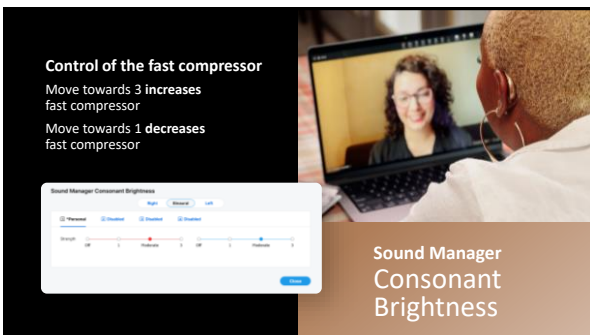 Control of the fast compressor
Move towards 3 increases
fast compressor
Move towards 1 decreases
fast compressor
Sound Manager Consonant Brightness
Right Binaural Left
*Personal Disabled Disabled Disabled
Strength
Off 1 Moderate 3 Off 1 Moderate 3
Close
Sound Manager
Consonant
Brightness